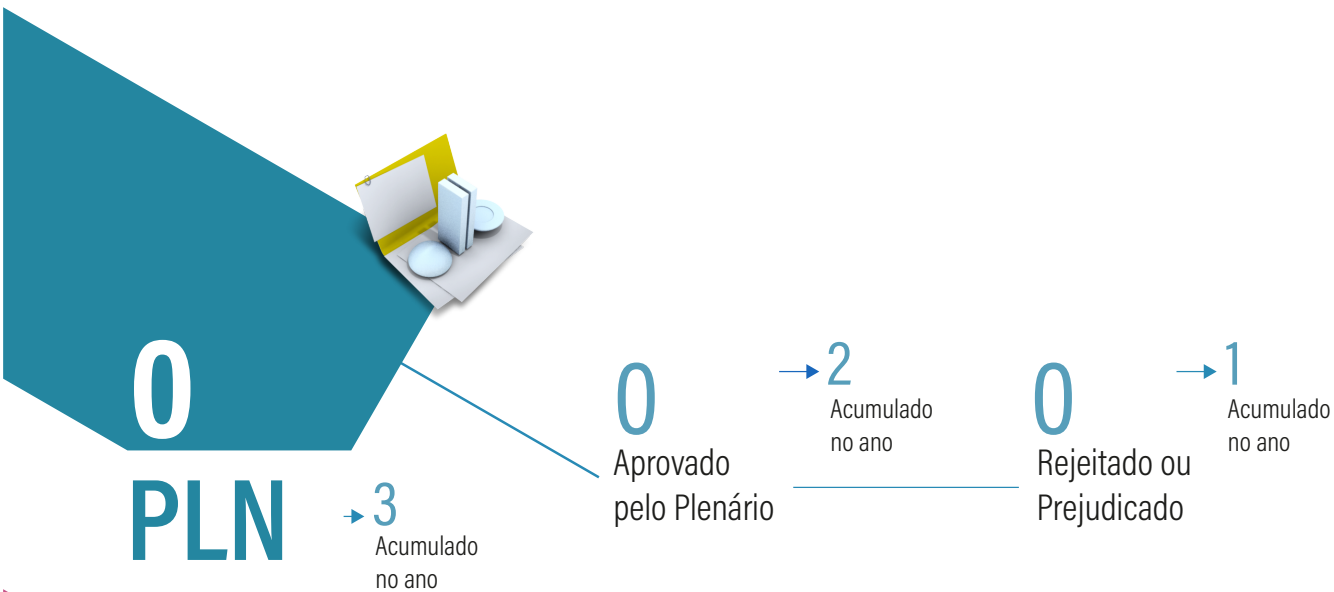 0
PLN
3
Acumulado
no ano
0
Aprovado
pelo Plenário
2
Acumulado
no ano
0
Rejeitado ou
Prejudicado
1
Acumulado
no ano